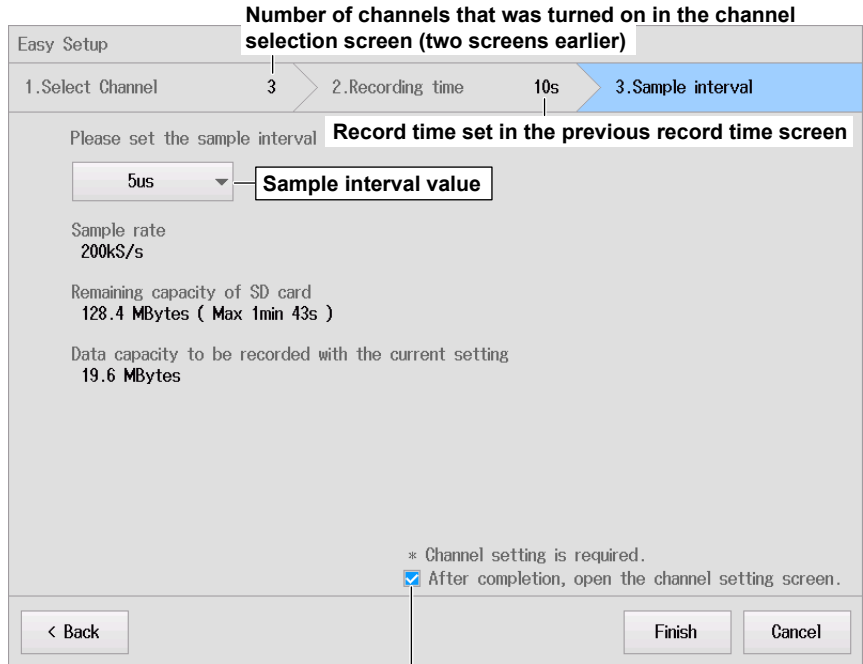 Number of channels that was turned on in the channel
selection screen (two screens earlier)
Easy Setup
1.Select Channel 3 2.Recording time 10s 3.Sample interval
Record time set in the previous record time screen
Please set the sample interval
5us
Sample interval value
Sample rate
200kS/s
Remaining capacity of SD card
128.4 MBytes ( Max 1min 43s )
Data capacity to be recorded with the current setting
19.6 MBytes
* Channel setting is required.
After completion, open the channel setting screen.
< Back Finish Cancel